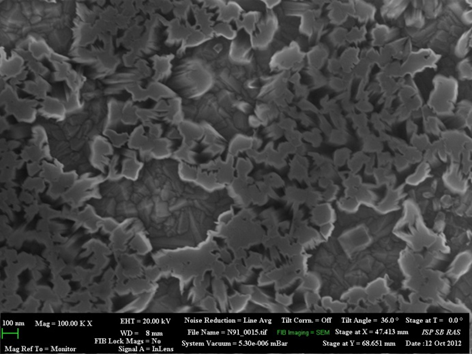 100 nm Mag = 100.00 K X EHT = 20.00 kV Noise Reduction = Line Avg Tilt Corrn. = Off Tilt Angle = 36.0° Stage at T = 0.0°
WD = 8 mm File Name = N91_0015.tif FIB Imaging = SEM Stage at X = 47.413 mm ISP SB RAS
FIB Lock Mags = No
Mag Ref To = Monitor Signal A = InLens System Vacuum = 5.30e-006 mBar Stage at Y = 68.651 mm Date :12 Oct 2012